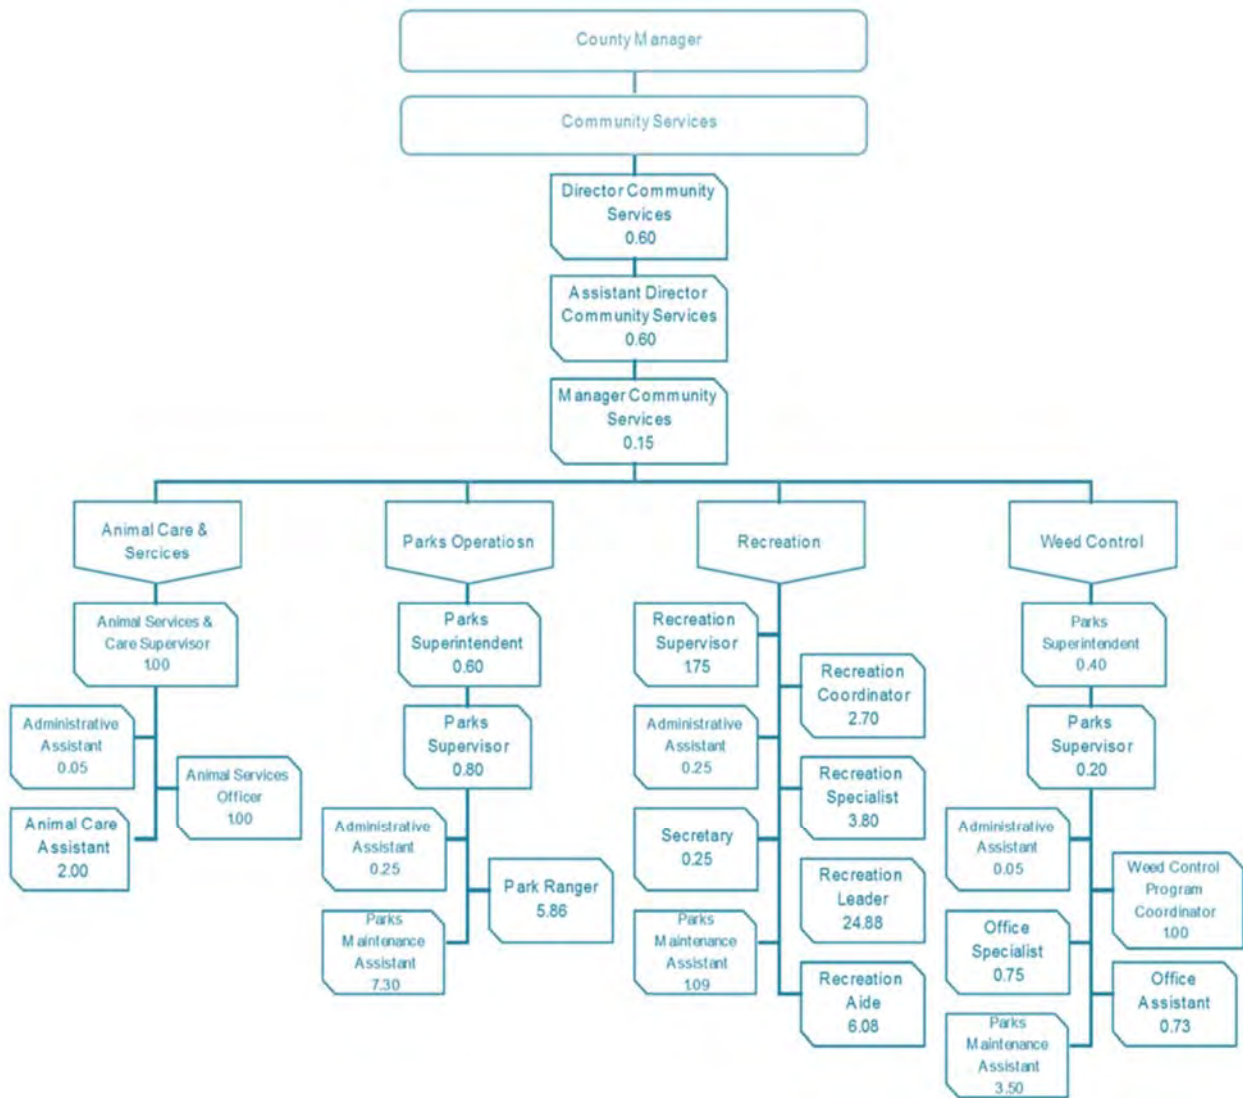 County Manager
Community Services
Director Community
Services
0.60
Assistant Director
Community Services
0.60
Manager Community
Services
0.15
Animal Care &
Sercices
Animal Services &
Care Supervisor
1.00
Administrative
Assistant
0.05
Animal Services
Officer
1.00
Animal Care
Assistant
2.00
Parks Operatiosn
Parks
Superintendent
0.60
Parks
Supervisor
0.80
Administrative
Assistant
0.25
Park Ranger
5.86
Parks
Maintenance
Assistant
7.30
Recreation
Recreation
Supervisor
1.75
Recreation
Coordinator
2.70
Administrative
Assistant
0.25
Recreation
Specialist
3.80
Secretary
0.25
Recreation
Leader
24.88
Parks
Maintenance
Assistant
1.09
Recreation
Aide
6.08
Weed Control
Parks
Superintendent
0.40
Parks
Supervisor
0.20
Administrative
Assistant
0.05
Weed Control
Program
Coordinator
1.00
Office
Specialist
0.75
Office
Assistant
0.73
Parks
Maintenance
Assistant
3.50